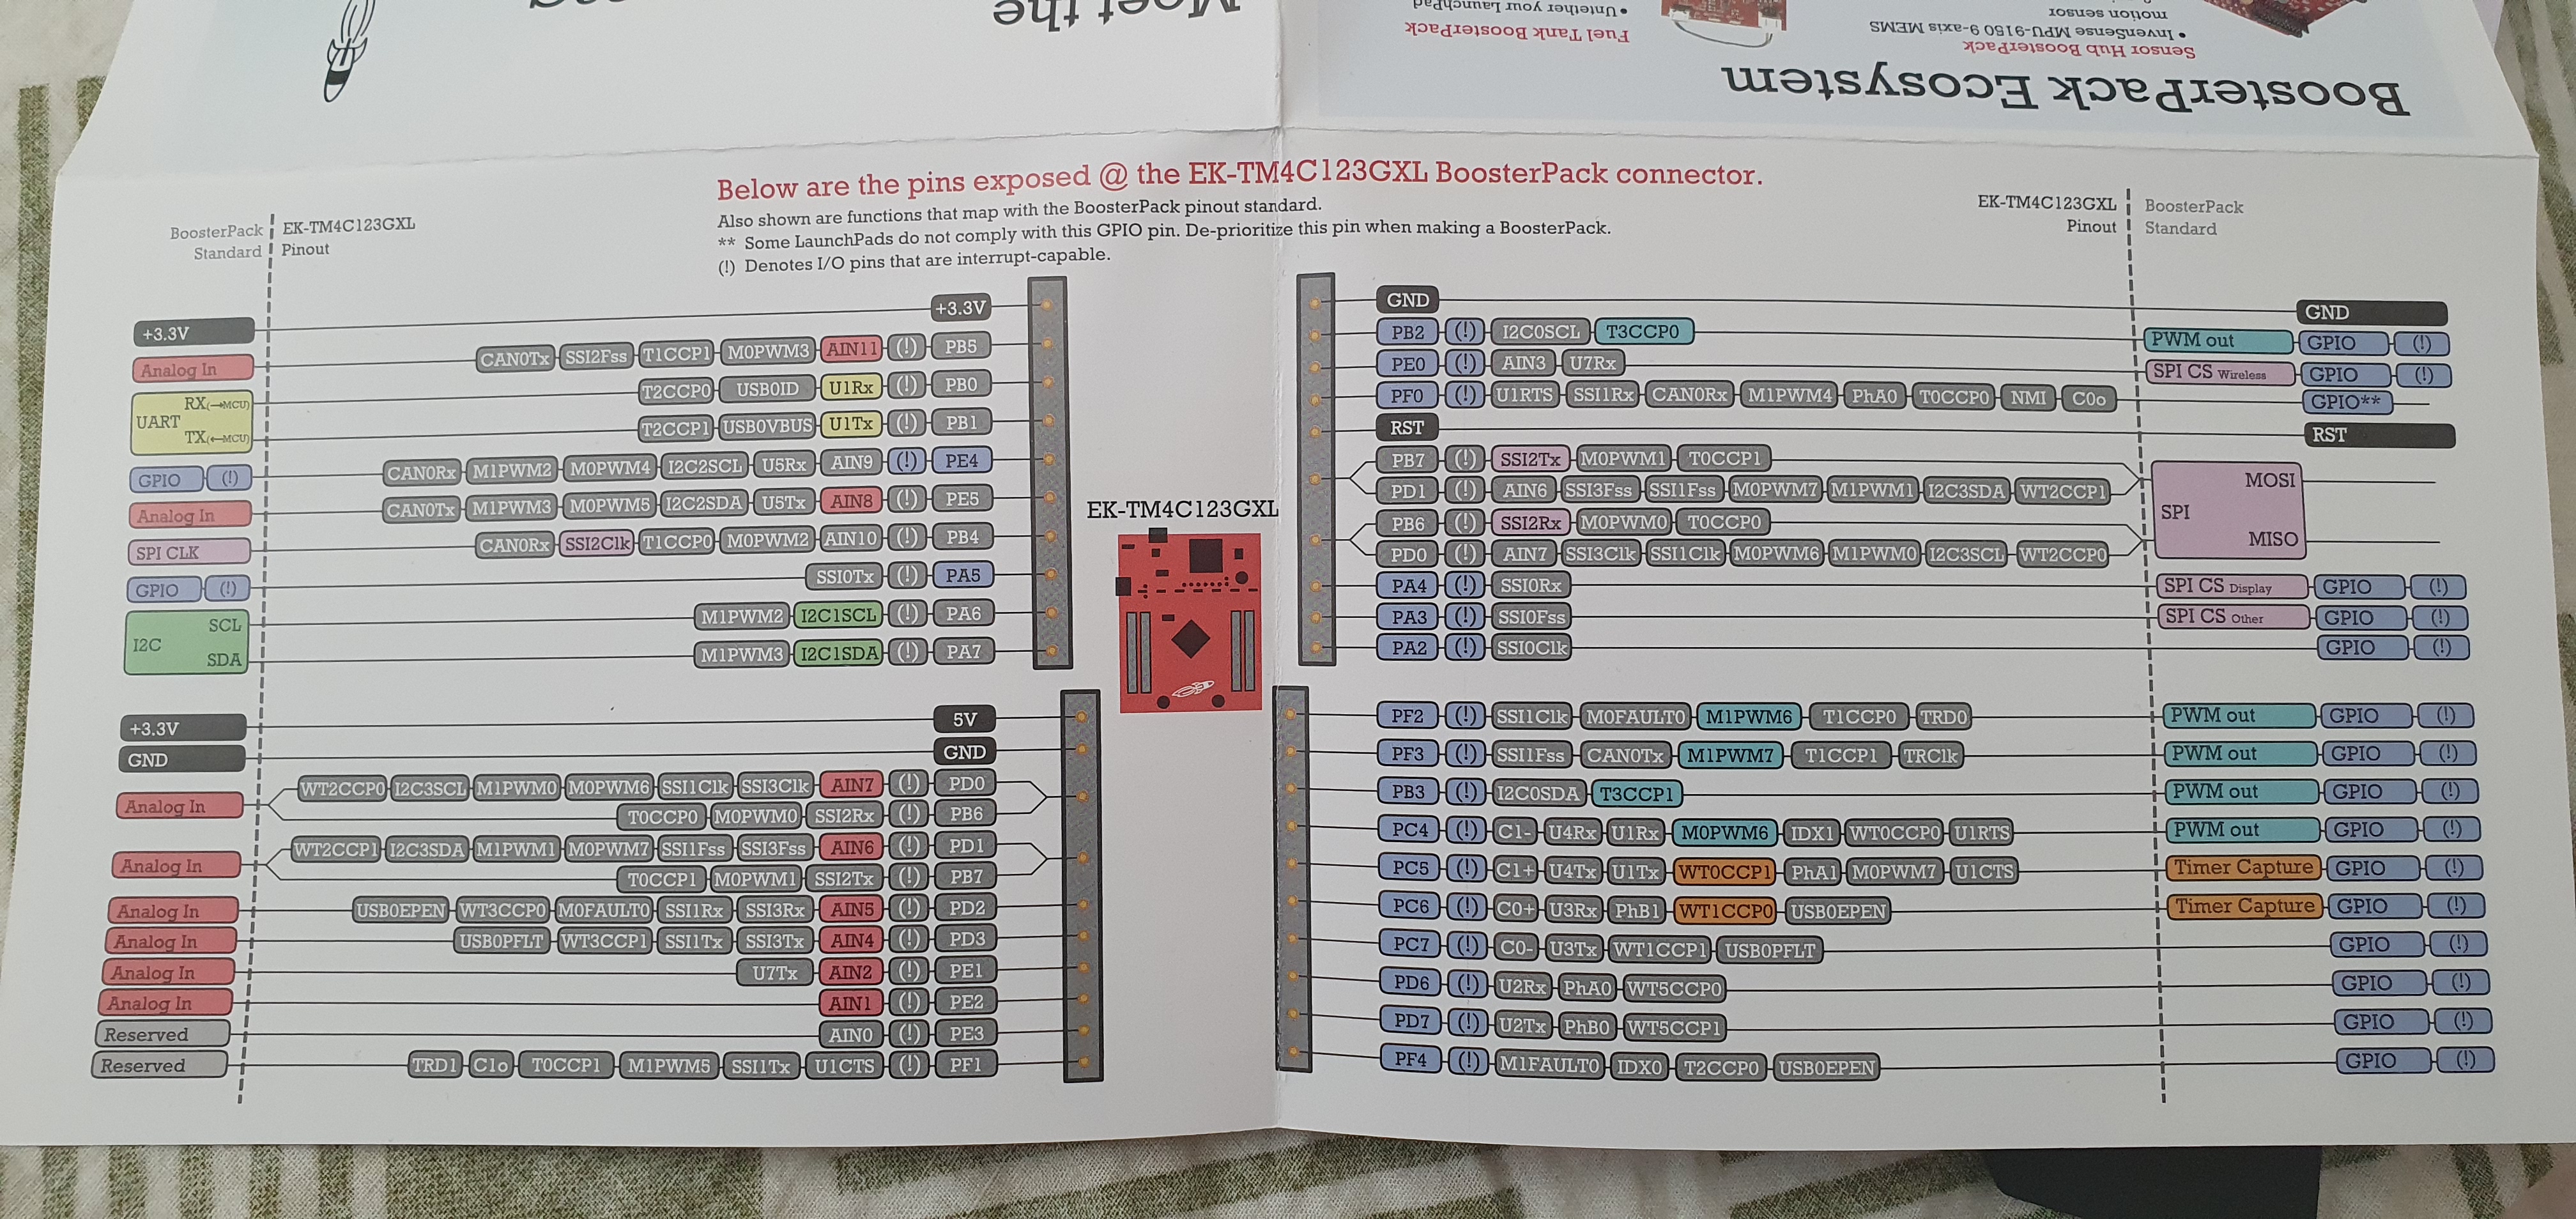 Meet the
• Untether your LaunchPad
Fuel Tank BoosterPack
motion sensor
• InvenSense MPU-9150 9-axis MEMS
Sensor Hub BoosterPack
BoosterPack Ecosystem
Below are the pins exposed @ the EK-TM4C123GXL BoosterPack connector.
Also shown are functions that map with the BoosterPack pinout standard.
** Some LaunchPads do not comply with this GPIO pin. De-prioritize this pin when making a BoosterPack.
(!) Denotes I/O pins that are interrupt-capable.
BoosterPack Standard
EK-TM4C123GXL Pinout
+3.3V +3.3V
Analog In CAN0Tx SSI2Fss T1CCP1 M0PWM3 AIN11 (!) PB5
UART
RX(→MCU) T2CCP0 USB0ID U1Rx (!) PB0
TX(←MCU) T2CCP1 USB0VBUS U1Tx (!) PB1
GPIO (!) CAN0Rx M1PWM2 M0PWM4 I2C2SCL U5Rx AIN9 (!) PE4
Analog In CAN0Tx M1PWM3 M0PWM5 I2C2SDA U5Tx AIN8 (!) PE5
SPI CLK CAN0Rx SSI2Clk T1CCP0 M0PWM2 AIN10 (!) PB4
GPIO (!) SSI0Tx (!) PA5
I2C
SCL M1PWM2 I2C1SCL (!) PA6
SDA M1PWM3 I2C1SDA (!) PA7
+3.3V 5V
GND GND
Analog In
WT2CCP0 I2C3SCL M1PWM0 M0PWM6 SSI1Clk SSI3Clk AIN7 (!) PD0
T0CCP0 M0PWM0 SSI2Rx (!) PB6
Analog In
WT2CCP1 I2C3SDA M1PWM1 M0PWM7 SSI1Fss SSI3Fss AIN6 (!) PD1
T0CCP1 M0PWM1 SSI2Tx (!) PB7
Analog In USB0EPEN WT3CCP0 M0FAULT0 SSI1Rx SSI3Rx AIN5 (!) PD2
Analog In USB0PFLT WT3CCP1 SSI1Tx SSI3Tx AIN4 (!) PD3
Analog In U7Tx AIN2 (!) PE1
Analog In AIN1 (!) PE2
Reserved AIN0 (!) PE3
Reserved TRD1 C1o T0CCP1 M1PWM5 SSI1Tx U1CTS (!) PF1
EK-TM4C123GXL
EK-TM4C123GXL Pinout
BoosterPack Standard
GND GND
PB2 (!) I2C0SCL T3CCP0 PWM out GPIO (!)
PE0 (!) AIN3 U7Rx SPI CS Wireless GPIO (!)
PF0 (!) U1RTS SSI1Rx CAN0Rx M1PWM4 PhA0 T0CCP0 NMI C0o GPIO**
RST RST
PB7 (!) SSI2Tx M0PWM1 T0CCP1
PD1 (!) AIN6 SSI3Fss SSI1Fss M0PWM7 M1PWM1 I2C3SDA WT2CCP1
MOSI
SPI
PB6 (!) SSI2Rx M0PWM0 T0CCP0
PD0 (!) AIN7 SSI3Clk SSI1Clk M0PWM6 M1PWM0 I2C3SCL WT2CCP0
MISO
PA4 (!) SSI0Rx SPI CS Display GPIO (!)
PA3 (!) SSI0Fss SPI CS Other GPIO (!)
PA2 (!) SSI0Clk GPIO (!)
PF2 (!) SSI1Clk M0FAULT0 M1PWM6 T1CCP0 TRD0 PWM out GPIO (!)
PF3 (!) SSI1Fss CAN0Tx M1PWM7 T1CCP1 TRClk PWM out GPIO (!)
PB3 (!) I2C0SDA T3CCP1 PWM out GPIO (!)
PC4 (!) C1- U4Rx U1Rx M0PWM6 IDX1 WT0CCP0 U1RTS PWM out GPIO (!)
PC5 (!) C1+ U4Tx U1Tx WT0CCP1 PhA1 M0PWM7 U1CTS Timer Capture GPIO (!)
PC6 (!) C0+ U3Rx PhB1 WT1CCP0 USB0EPEN Timer Capture GPIO (!)
PC7 (!) C0- U3Tx WT1CCP1 USB0PFLT GPIO (!)
PD6 (!) U2Rx PhA0 WT5CCP0 GPIO (!)
PD7 (!) U2Tx PhB0 WT5CCP1 GPIO (!)
PF4 (!) M1FAULT0 IDX0 T2CCP0 USB0EPEN GPIO (!)